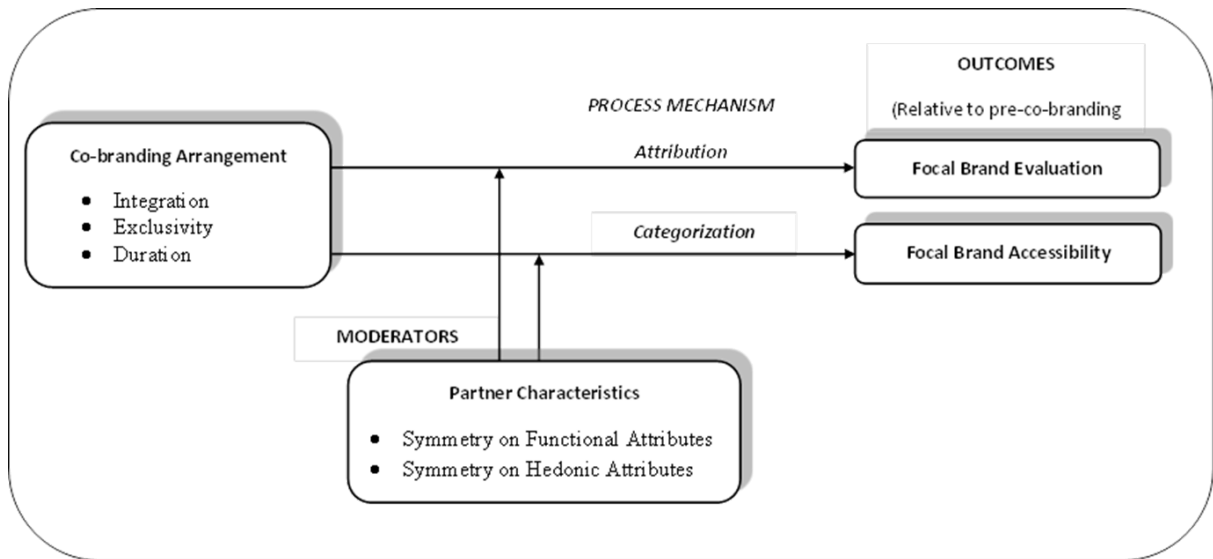 OUTCOMES
(Relative to pre-co-branding
PROCESS MECHANISM
Co-branding Arrangement
● Integration
● Exclusivity
● Duration
Attribution
Focal Brand Evaluation
Categorization
Focal Brand Accessibility
MODERATORS
Partner Characteristics
● Symmetry on Functional Attributes
● Symmetry on Hedonic Attributes